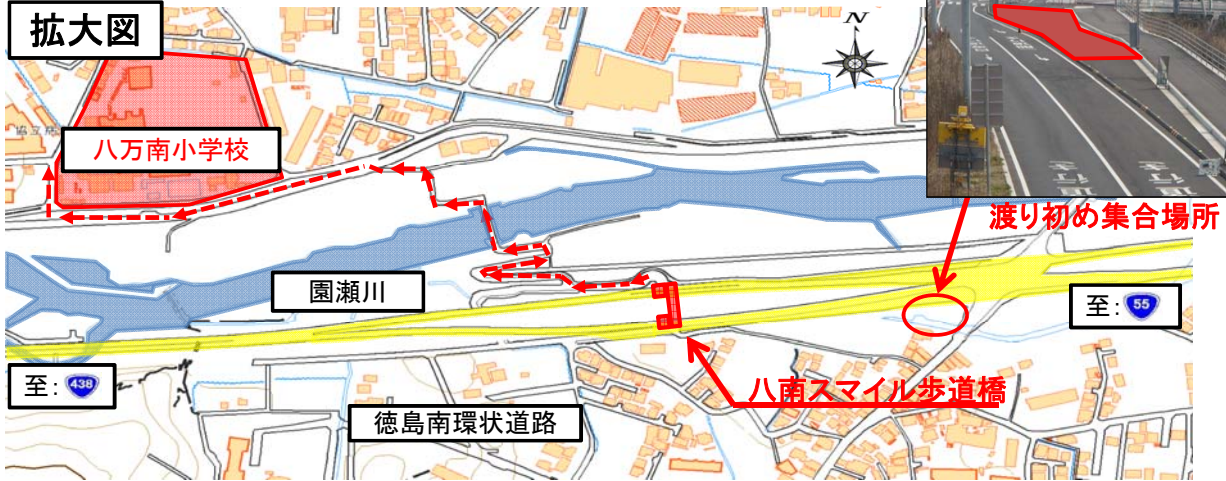 拡大図
N
八万南小学校
渡り初め集合場所
園瀬川
至: 55
至: 438
八南スマイル歩道橋
徳島南環状道路